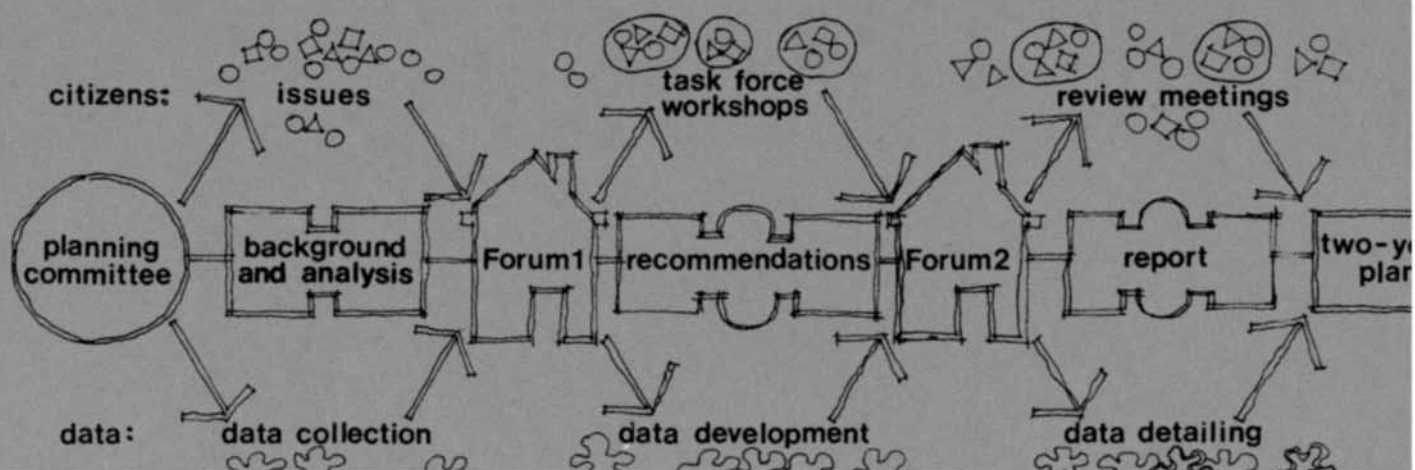 citizens:
issues
task force
workshops
review meetings
planning
committee
background
and analysis
Forum1
recommendations
Forum2
report
data:
data collection
data development
data detailing